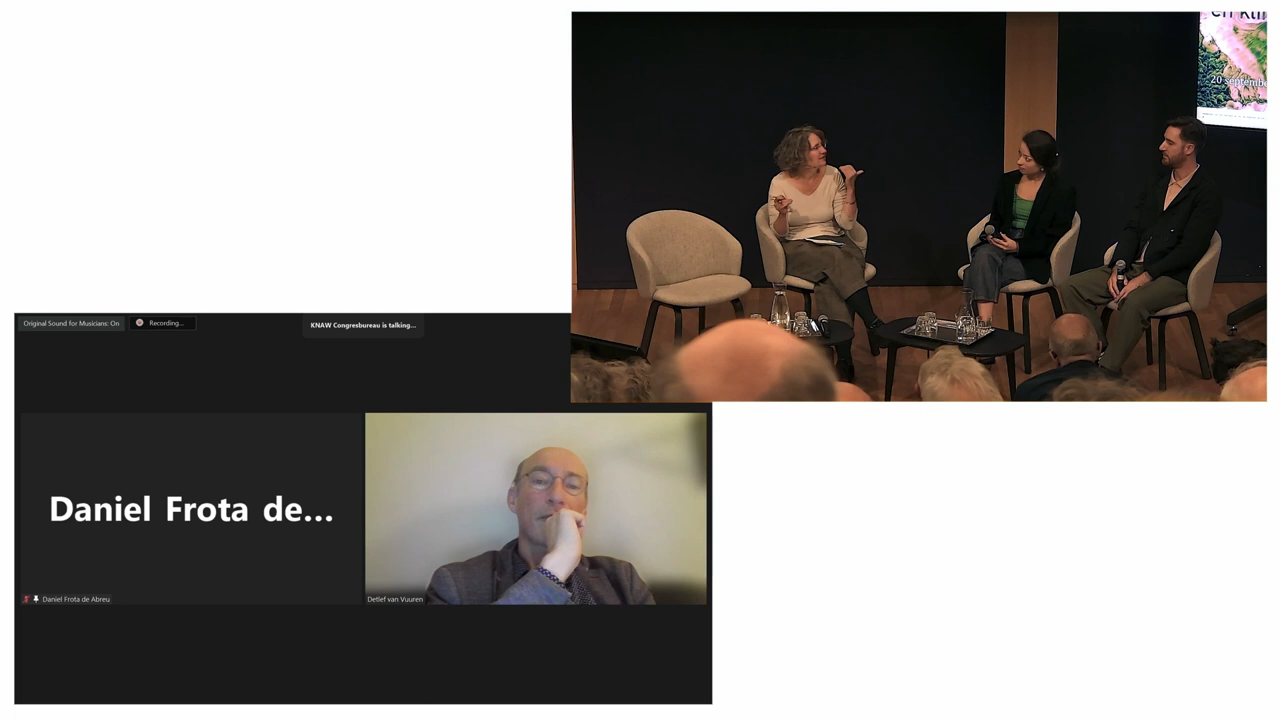 20 septembe
Original Sound for Musicians: On
Recording...
KNAW Congresbureau is talking...
Daniel Frota de...
Daniel Frota de Abreu
Detlef van Vuuren